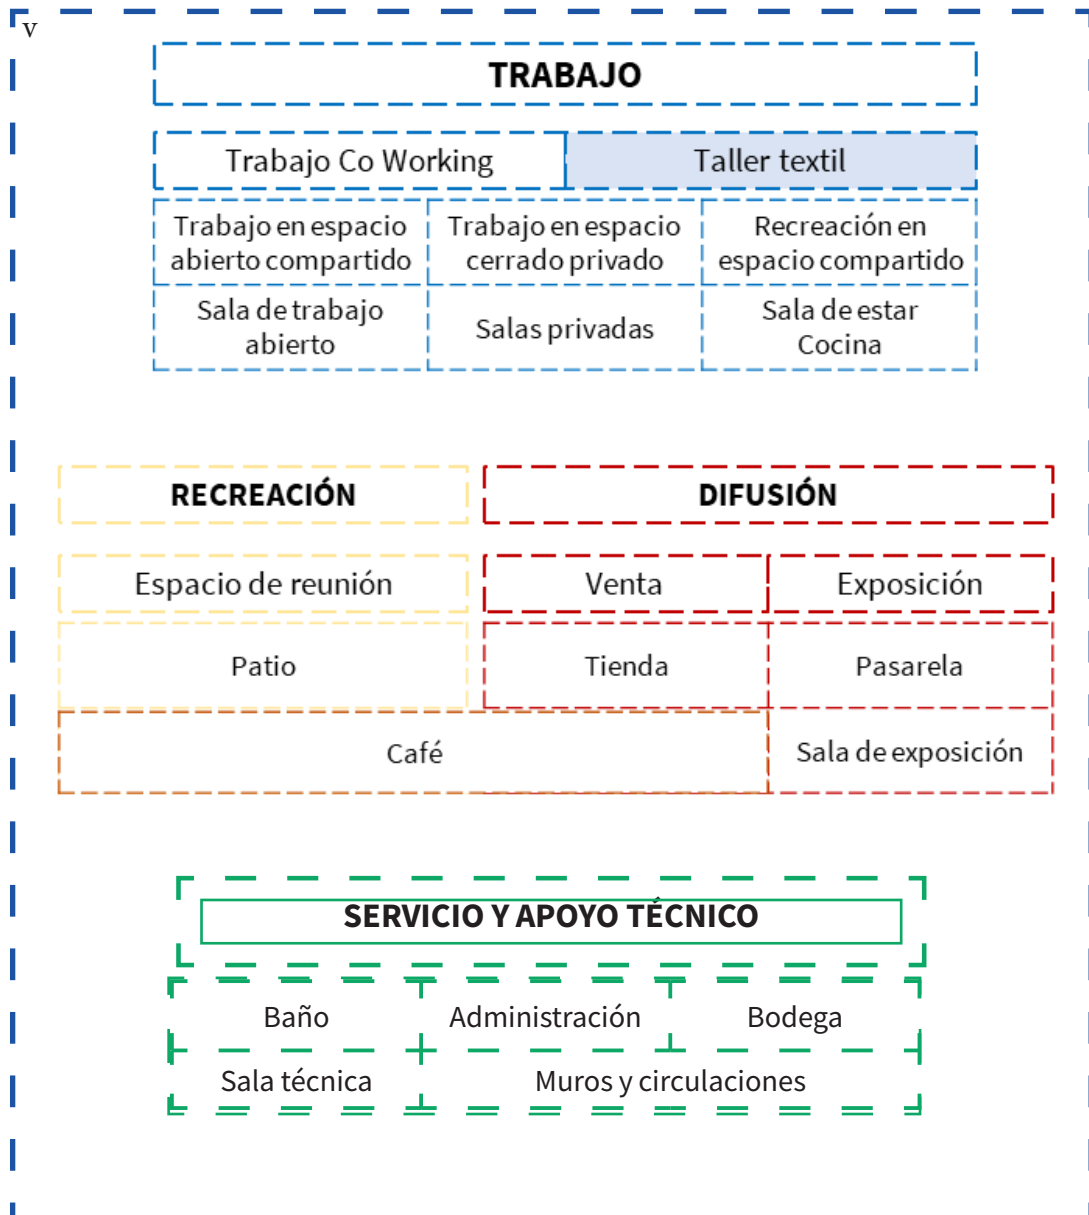 v
TRABAJO
Trabajo Co Working
Taller textil
Trabajo en espacio
abierto compartido
Trabajo en espacio
cerrado privado
Recreación en
espacio compartido
Sala de trabajo
abierto
Salas privadas
Sala de estar
Cocina
RECREACIÓN
DIFUSIÓN
Espacio de reunión
Venta
Exposición
Patio
Tienda
Pasarela
Café
Sala de exposición
SERVICIO Y APOYO TÉCNICO
Baño
Administración
Bodega
Sala técnica
Muros y circulaciones